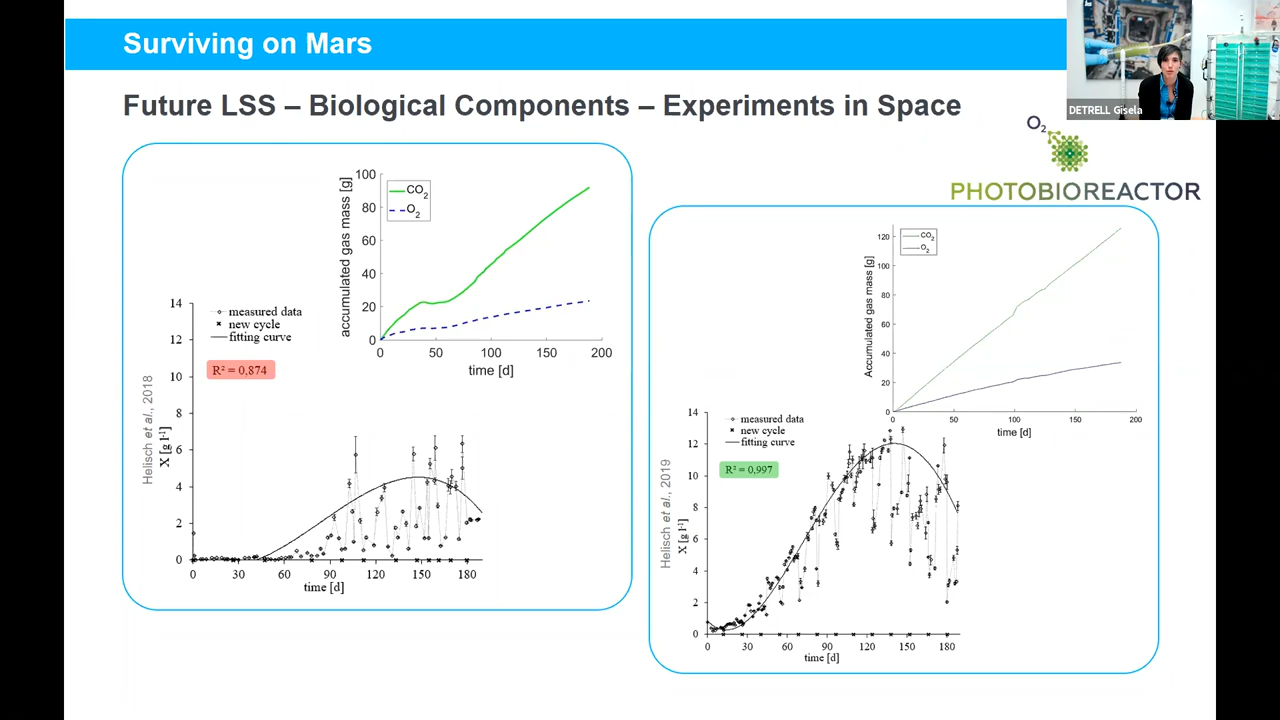 Surviving on Mars
DETRELL Gisela
Future LSS – Biological Components – Experiments in Space
O2
PHOTOBIOREACTOR
accumulated gas mass [g]
100
80
60
40
20
0
CO2
O2
0 50 100 150 200
time [d]
Helisch et al., 2018
X [g l-1]
14
12
10
8
6
4
2
0
measured data
new cycle
fitting curve
R² = 0,874
0 30 60 90 120 150 180
time [d]
Accumulated gas mass [g]
120
100
80
60
40
20
0
CO2
O2
0 50 100 150 200
time [d]
Helisch et al., 2019
X [g l-1]
14
12
10
8
6
4
2
0
measured data
new cycle
fitting curve
R² = 0,997
0 30 60 90 120 150 180
time [d]